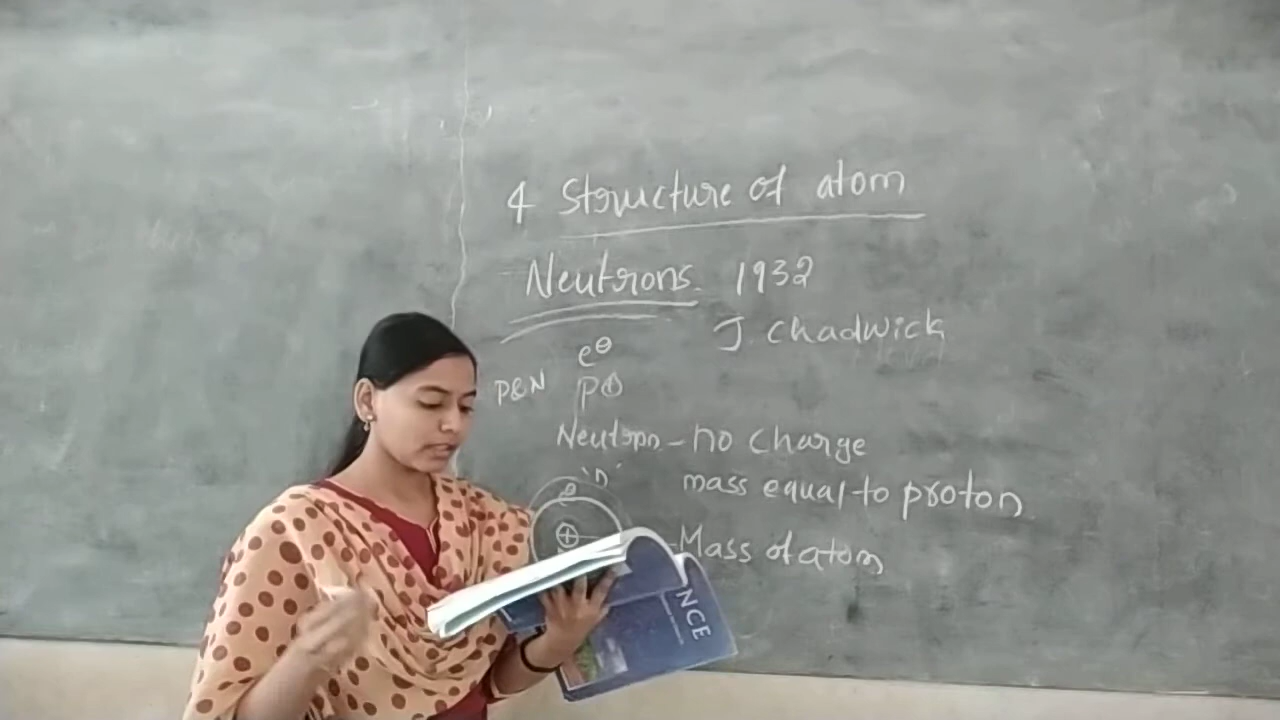 4 Structure of atom
Neutrons. 1932
J. Chadwick
e⊖
P&N P⊕
Neutron - no charge
'n' mass equal to proton
e
⊕ - Mass of atom
NCE